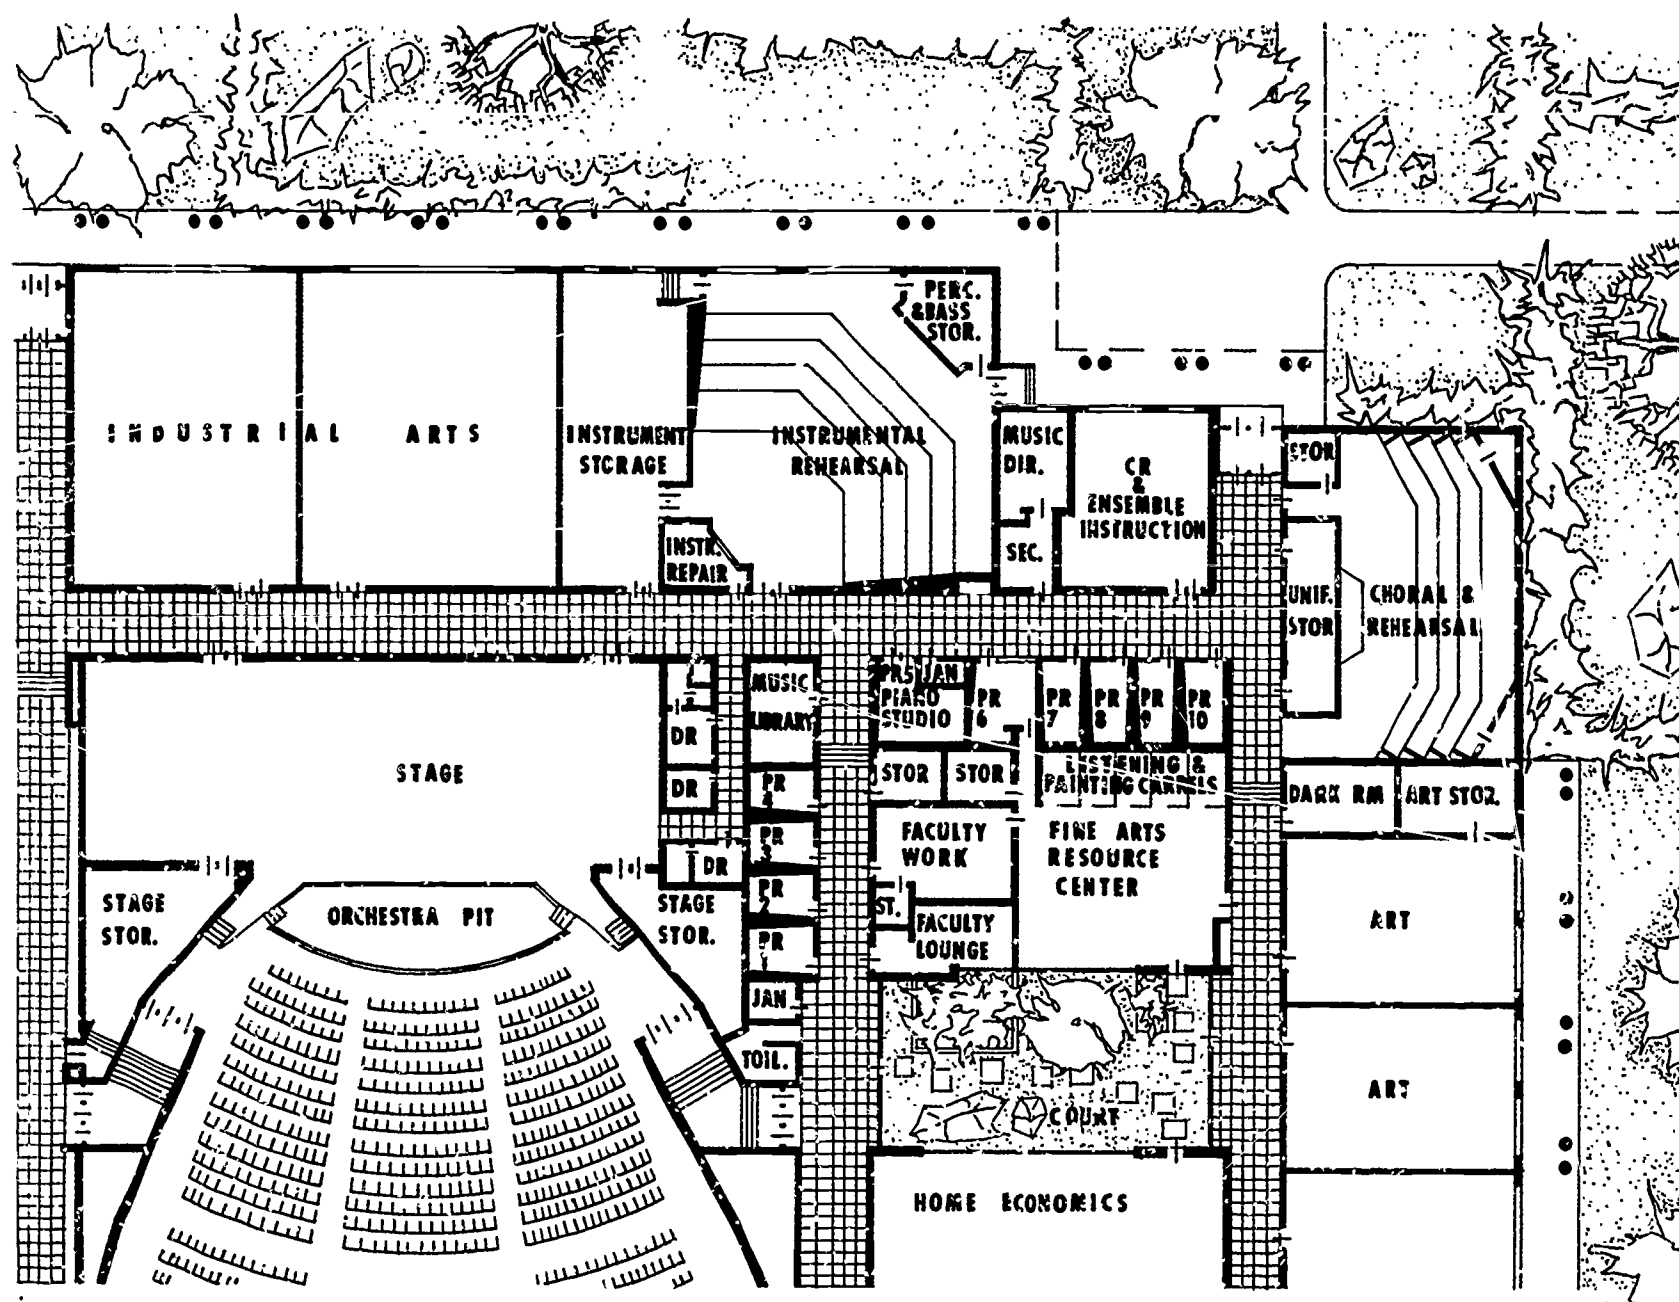 PERC.
& BASS
STOR.
INDUSTRIAL ARTS
INSTRUMENT
STORAGE
INSTRUMENTAL
REHEARSAL
MUSIC
DIR.
CR
&
ENSEMBLE
INSTRUCTION
STOR
INSTR.
REPAIR
SEC.
UNIF.
STOR
CHORAL &
REHEARSAL
STAGE
DR
DR
DR
MUSIC
LIBRARY
PR
4
PR
3
PR
2
PR
1
JAN
TOIL.
PR5
PIANO
STUDIO
JAN
PR
6
PR
7
PR
8
PR
9
PR
10
STOR
STOR
LISTENING &
PAINTING CARRELS
DARK RM
ART STOR.
FACULTY
WORK
FINE ARTS
RESOURCE
CENTER
ST.
FACULTY
LOUNGE
STAGE
STOR.
ORCHESTRA PIT
STAGE
STOR.
ART
ART
COURT
HOME ECONOMICS